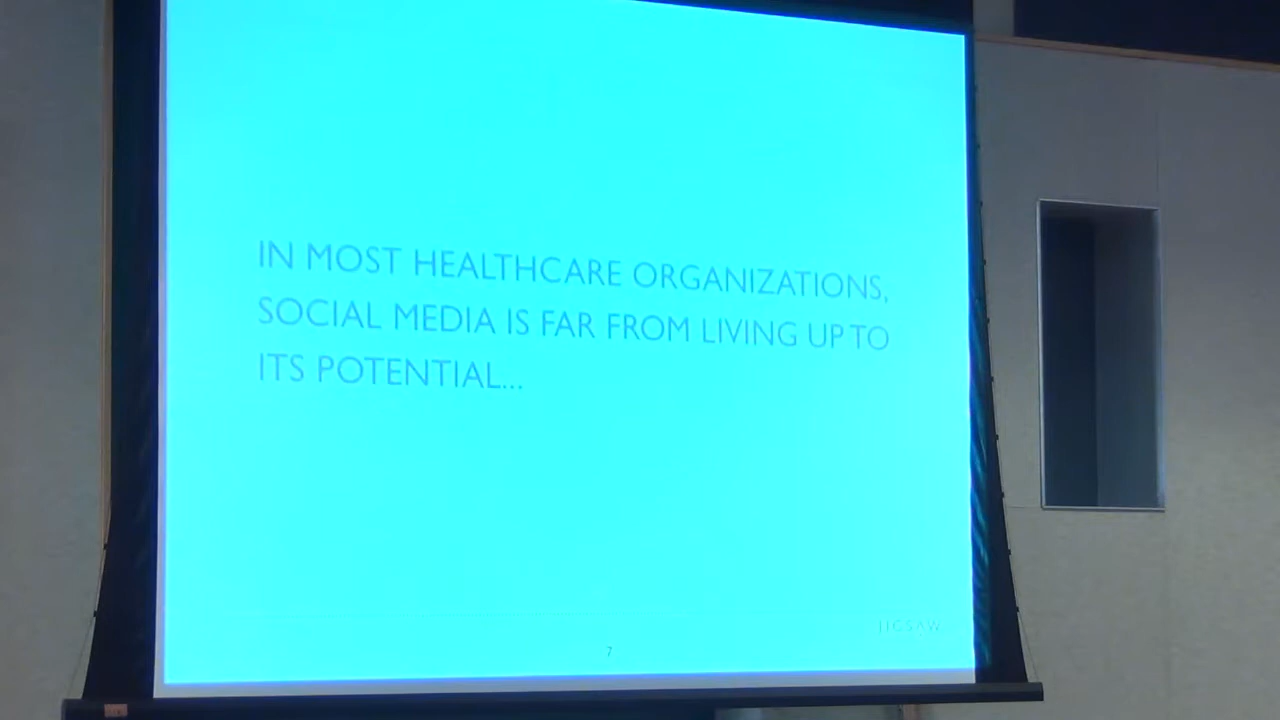 IN MOST HEALTHCARE ORGANIZATIONS,
SOCIAL MEDIA IS FAR FROM LIVING UP TO
ITS POTENTIAL...
JIGSAW
7